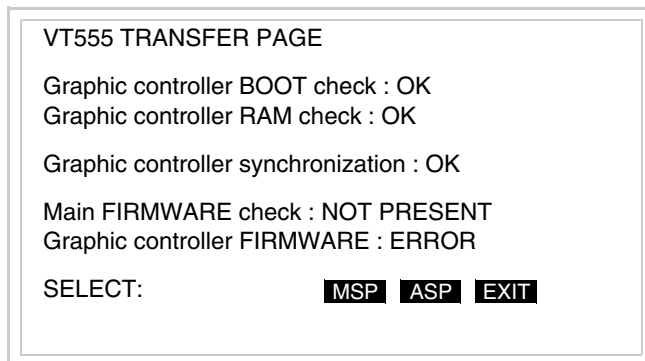 VT555 TRANSFER PAGE
Graphic controller BOOT check : OK
Graphic controller RAM check : OK
Graphic controller synchronization : OK
Main FIRMWARE check : NOT PRESENT
Graphic controller FIRMWARE : ERROR
SELECT: MSP ASP EXIT